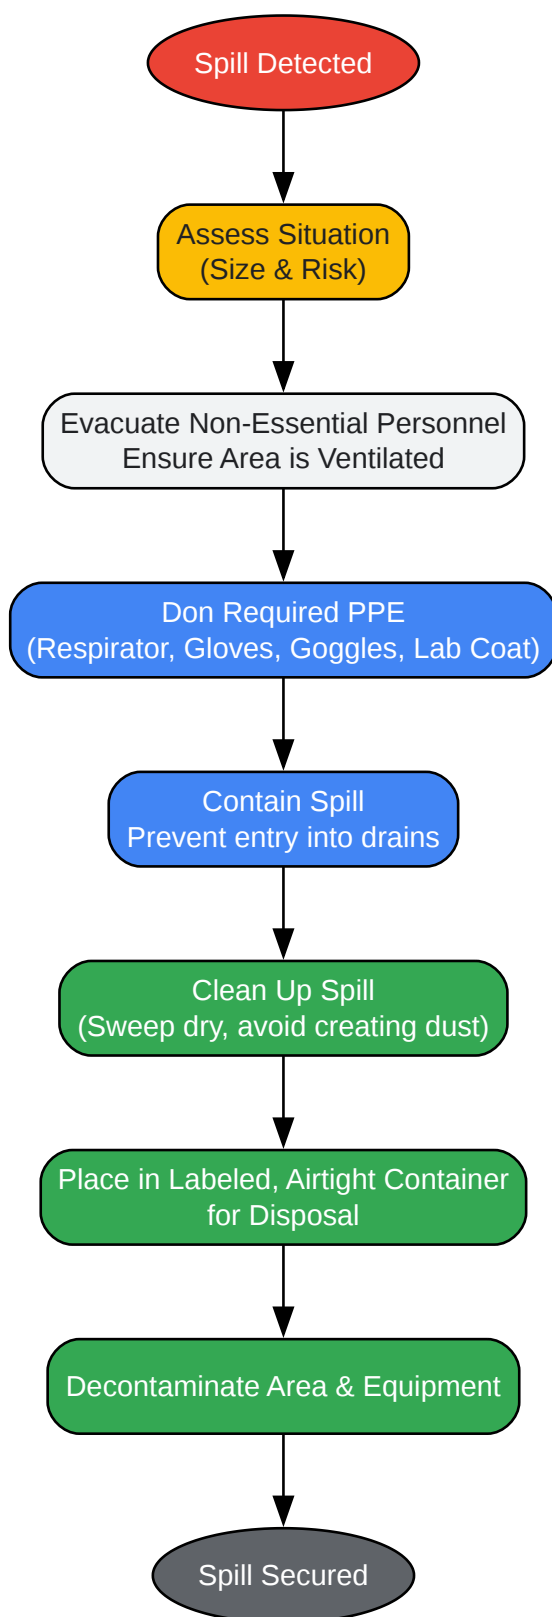 Spill Detected
Assess Situation
(Size & Risk)
Evacuate Non-Essential Personnel
Ensure Area is Ventilated
Don Required PPE
(Respirator, Gloves, Goggles, Lab Coat)
Contain Spill
Prevent entry into drains
Clean Up Spill
(Sweep dry, avoid creating dust)
Place in Labeled, Airtight Container
for Disposal
Decontaminate Area & Equipment
Spill Secured